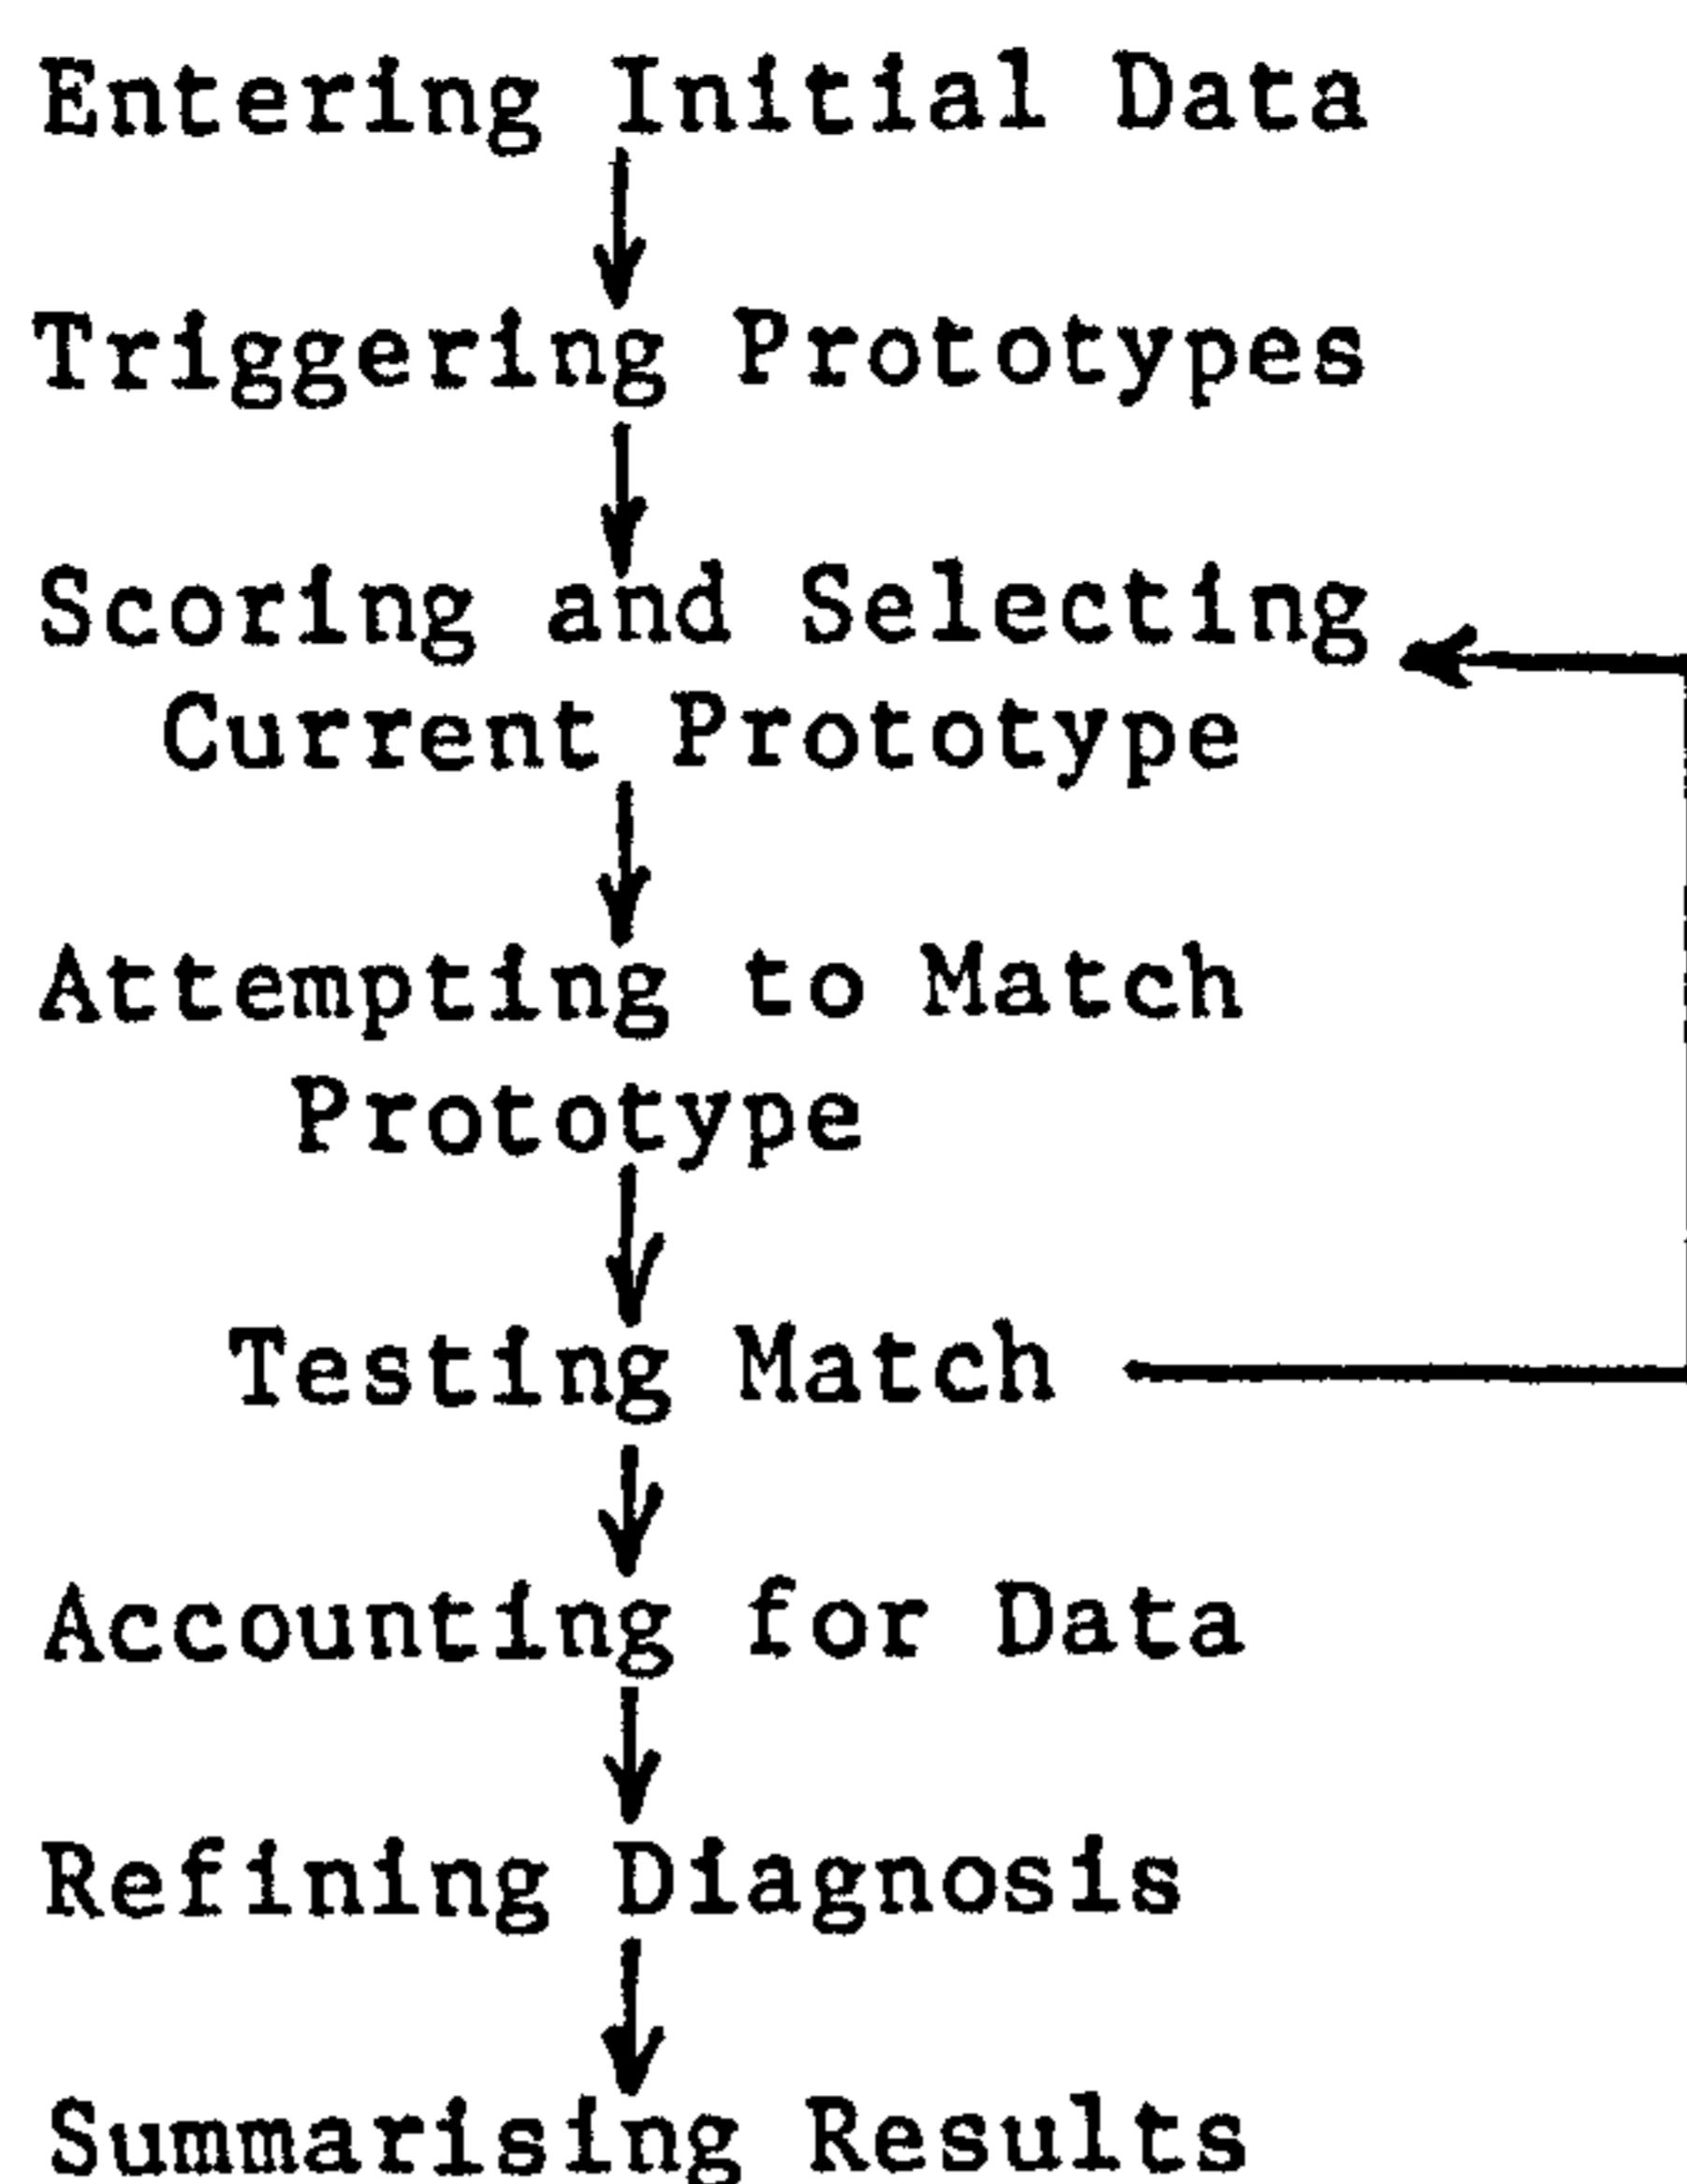 Entering Initial Data
Triggering Prototypes
Scoring and Selecting
Current Prototype
Attempting to Match
Prototype
Testing Match
Accounting for Data
Refining Diagnosis
Summarising Results